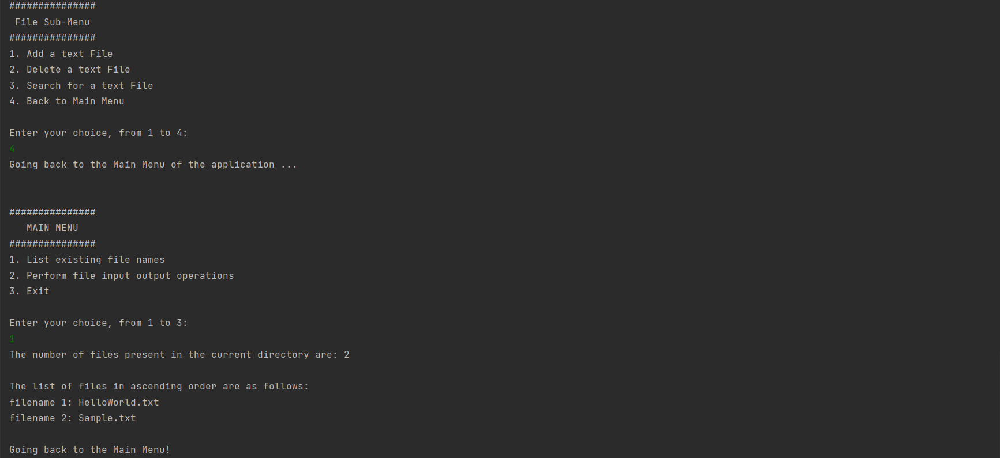 ###############
 File Sub-Menu
###############
1. Add a text File
2. Delete a text File
3. Search for a text File
4. Back to Main Menu

Enter your choice, from 1 to 4:
4
Going back to the Main Menu of the application ...


###############
   MAIN MENU
###############
1. List existing file names
2. Perform file input output operations
3. Exit

Enter your choice, from 1 to 3:
1
The number of files present in the current directory are: 2

The list of files in ascending order are as follows:
filename 1: HelloWorld.txt
filename 2: Sample.txt

Going back to the Main Menu!